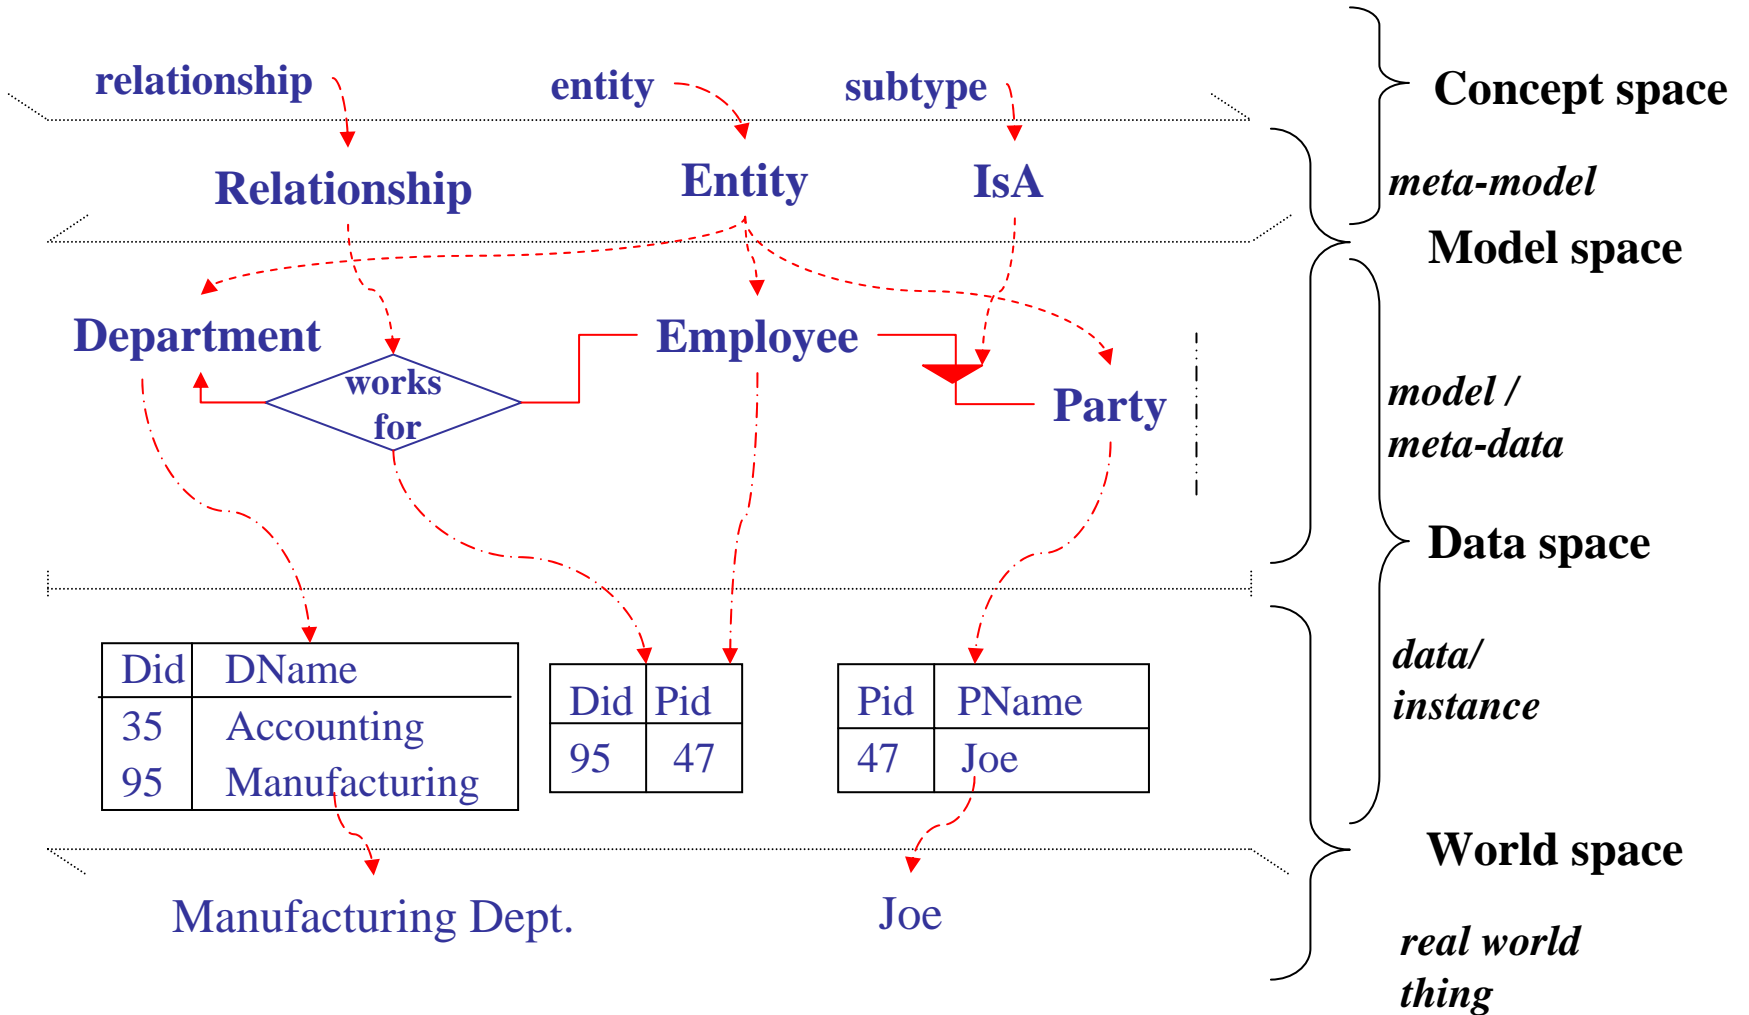 relationship
entity
subtype
Concept space
Relationship
Entity
IsA
meta-model
Model space
Department
Employee
works
for
Party
model /
meta-data
Data space
Did DName
35 Accounting
95 Manufacturing
Did Pid
95 47
Pid PName
47 Joe
data/
instance
World space
Manufacturing Dept.
Joe
real world
thing